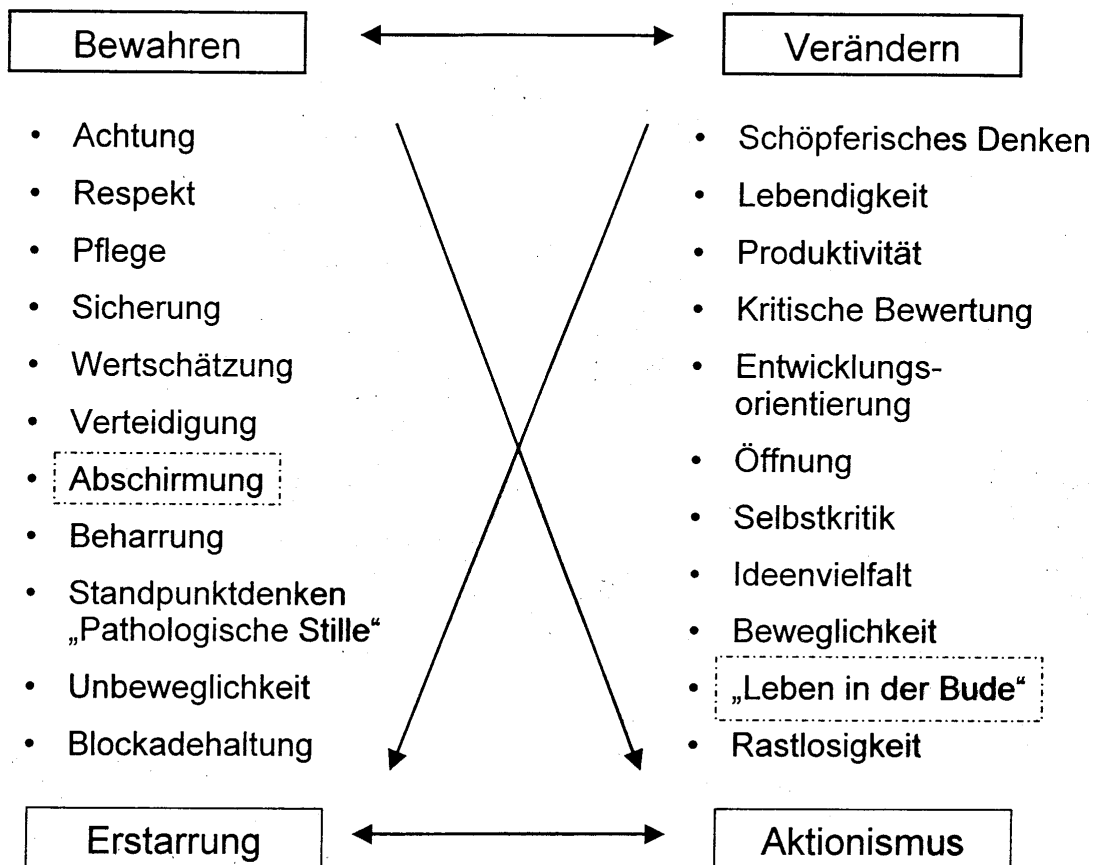 Bewahren
Verändern
• Achtung
• Respekt
• Pflege
• Sicherung
• Wertschätzung
• Verteidigung
• Abschirmung
• Beharrung
• Standpunktdenken
„Pathologische Stille“
• Unbeweglichkeit
• Blockadehaltung
• Schöpferisches Denken
• Lebendigkeit
• Produktivität
• Kritische Bewertung
• Entwicklungs-
orientierung
• Öffnung
• Selbstkritik
• Ideenvielfalt
• Beweglichkeit
• „Leben in der Bude“
• Rastlosigkeit
Erstarrung
Aktionismus